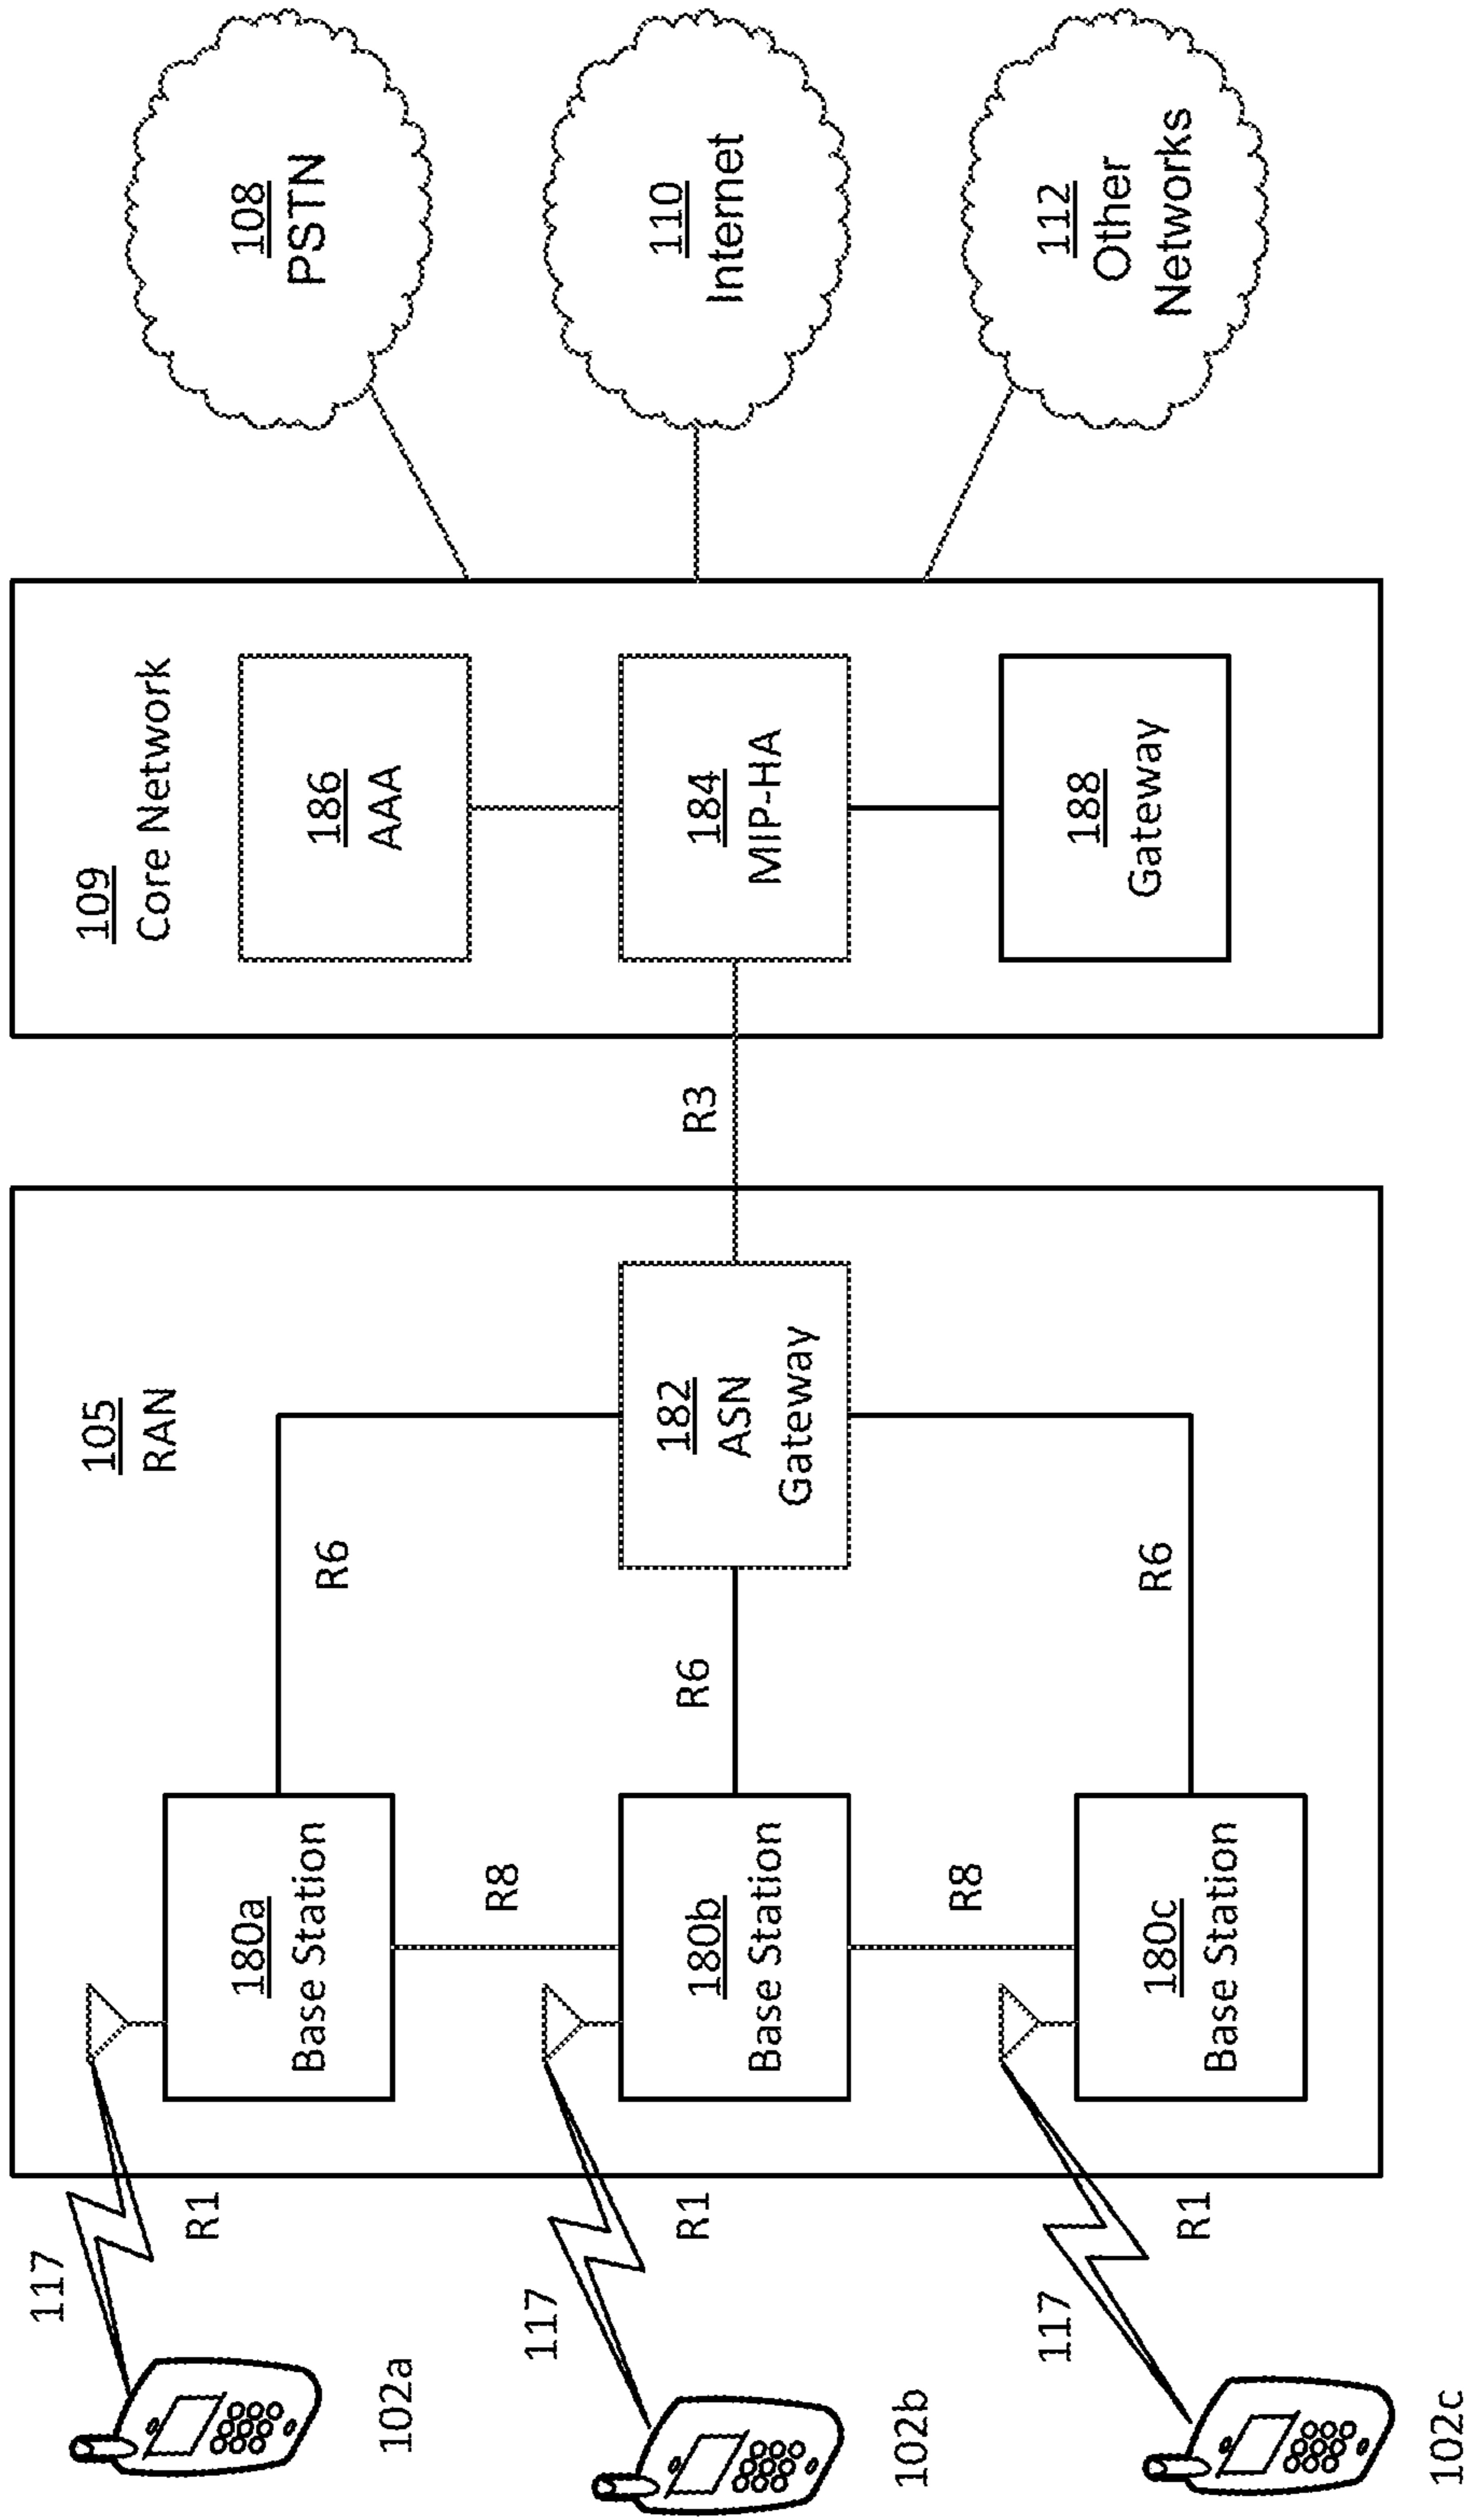 117
R1
102a
117
R1
102b
117
R1
102c
105
RAN
180a
Base Station
R8
180b
Base Station
R8
180c
Base Station
R6
R6
R6
182
ASN
Gateway
R3
109
Core Network
186
AAA
184
MIP-HA
188
Gateway
108
PSTN
110
Internet
112
Other
Networks